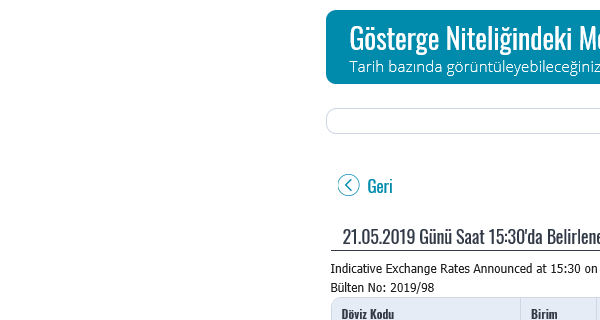 Gösterge Niteliğindeki
Tarih bazında görüntüleyebileceğiniz
Geri
21.05.2019 Günü Saat 15:30'da
Indicative Exchange Rates Announced at 15:30 on
Bülten No: 2019/98
Döviz Kodu Birim